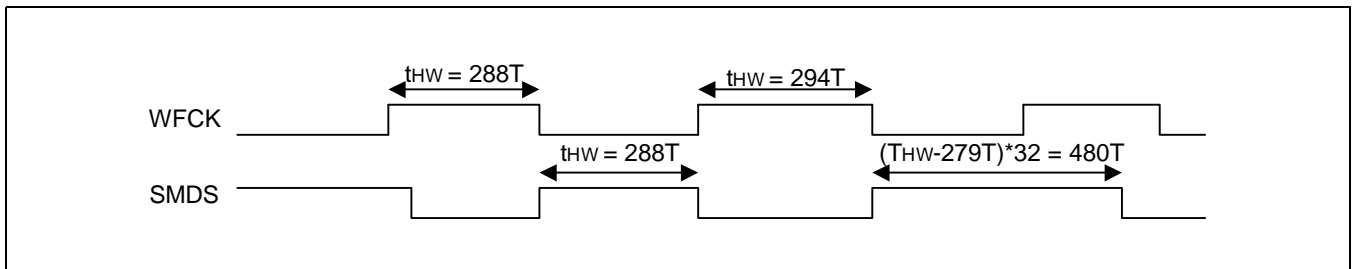 tHW = 288T
tHW = 294T
WFCK
tHW = 288T
(THW-279T)*32 = 480T
SMDS